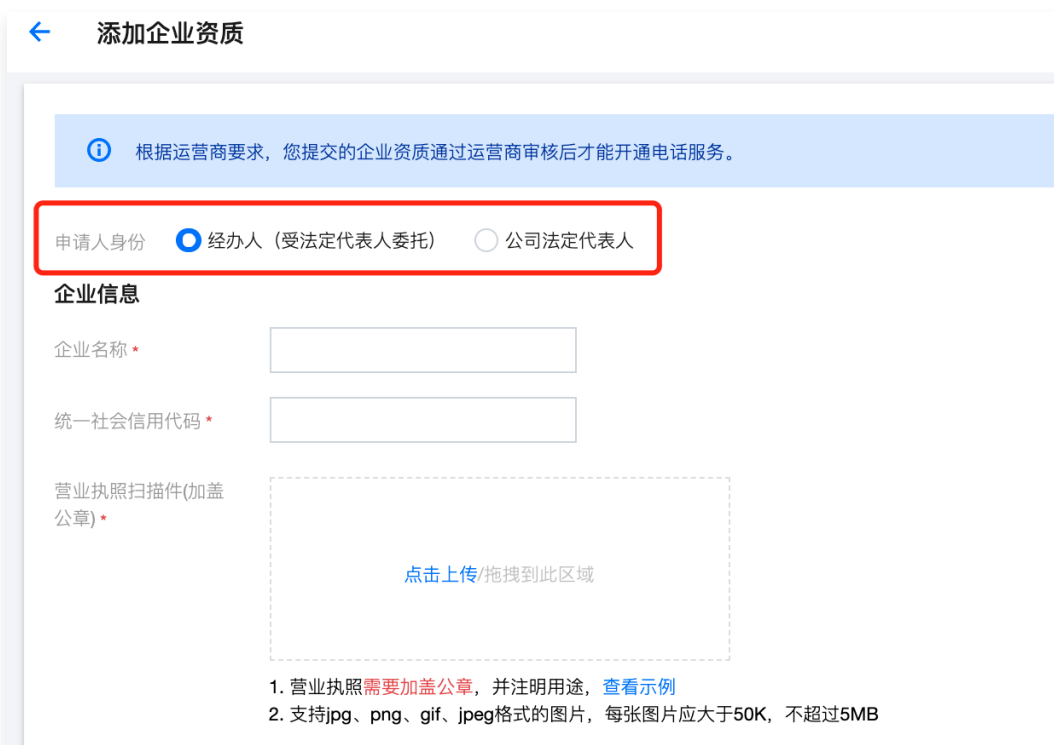 添加企业资质
根据运营商要求，您提交的企业资质通过运营商审核后才能开通电话服务。
申请人身份 经办人（受法定代表人委托） 公司法定代表人
企业信息
企业名称 *
统一社会信用代码 *
营业执照扫描件(加盖
公章) *
点击上传/拖拽到此区域
1. 营业执照需要加盖公章，并注明用途，查看示例
2. 支持jpg、png、gif、jpeg格式的图片，每张图片应大于50K，不超过5MB